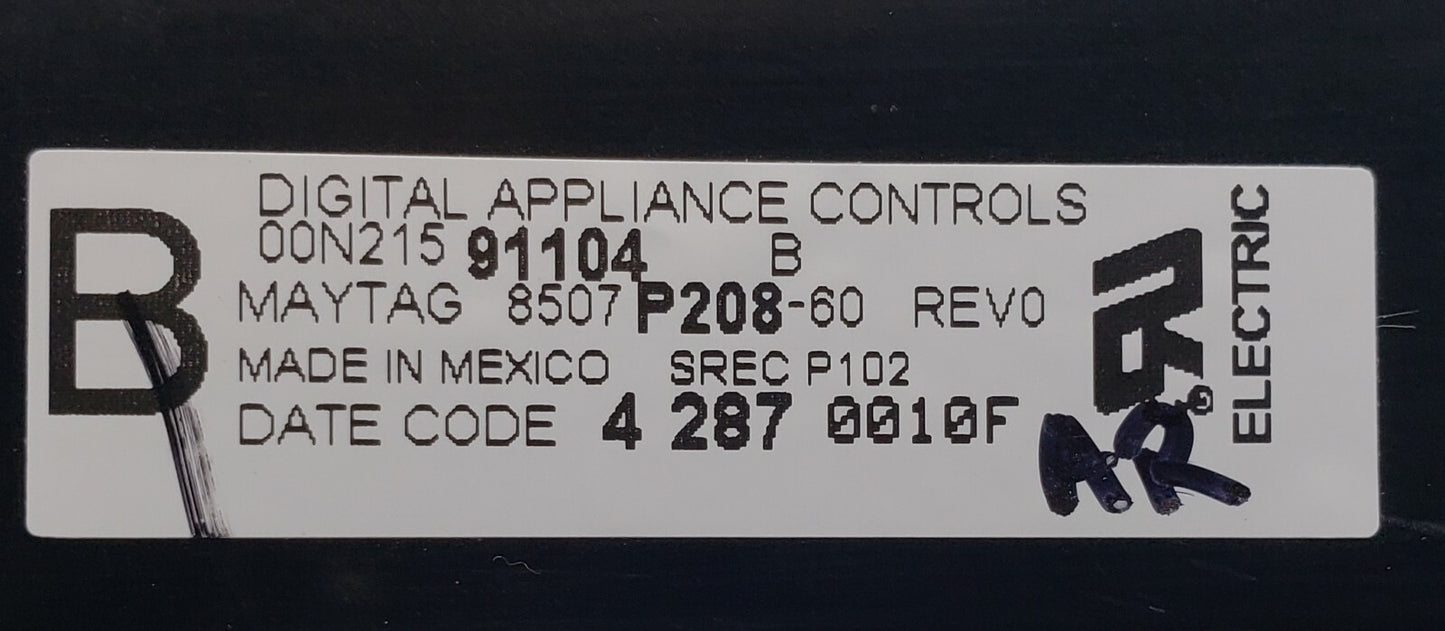 B
DIGITAL APPLIANCE CONTROLS
00N215 91104 B
MAYTAG 8507P208-60 REV0
MADE IN MEXICO SREC P102
DATE CODE 4 287 0010F
ELECTRIC
AR